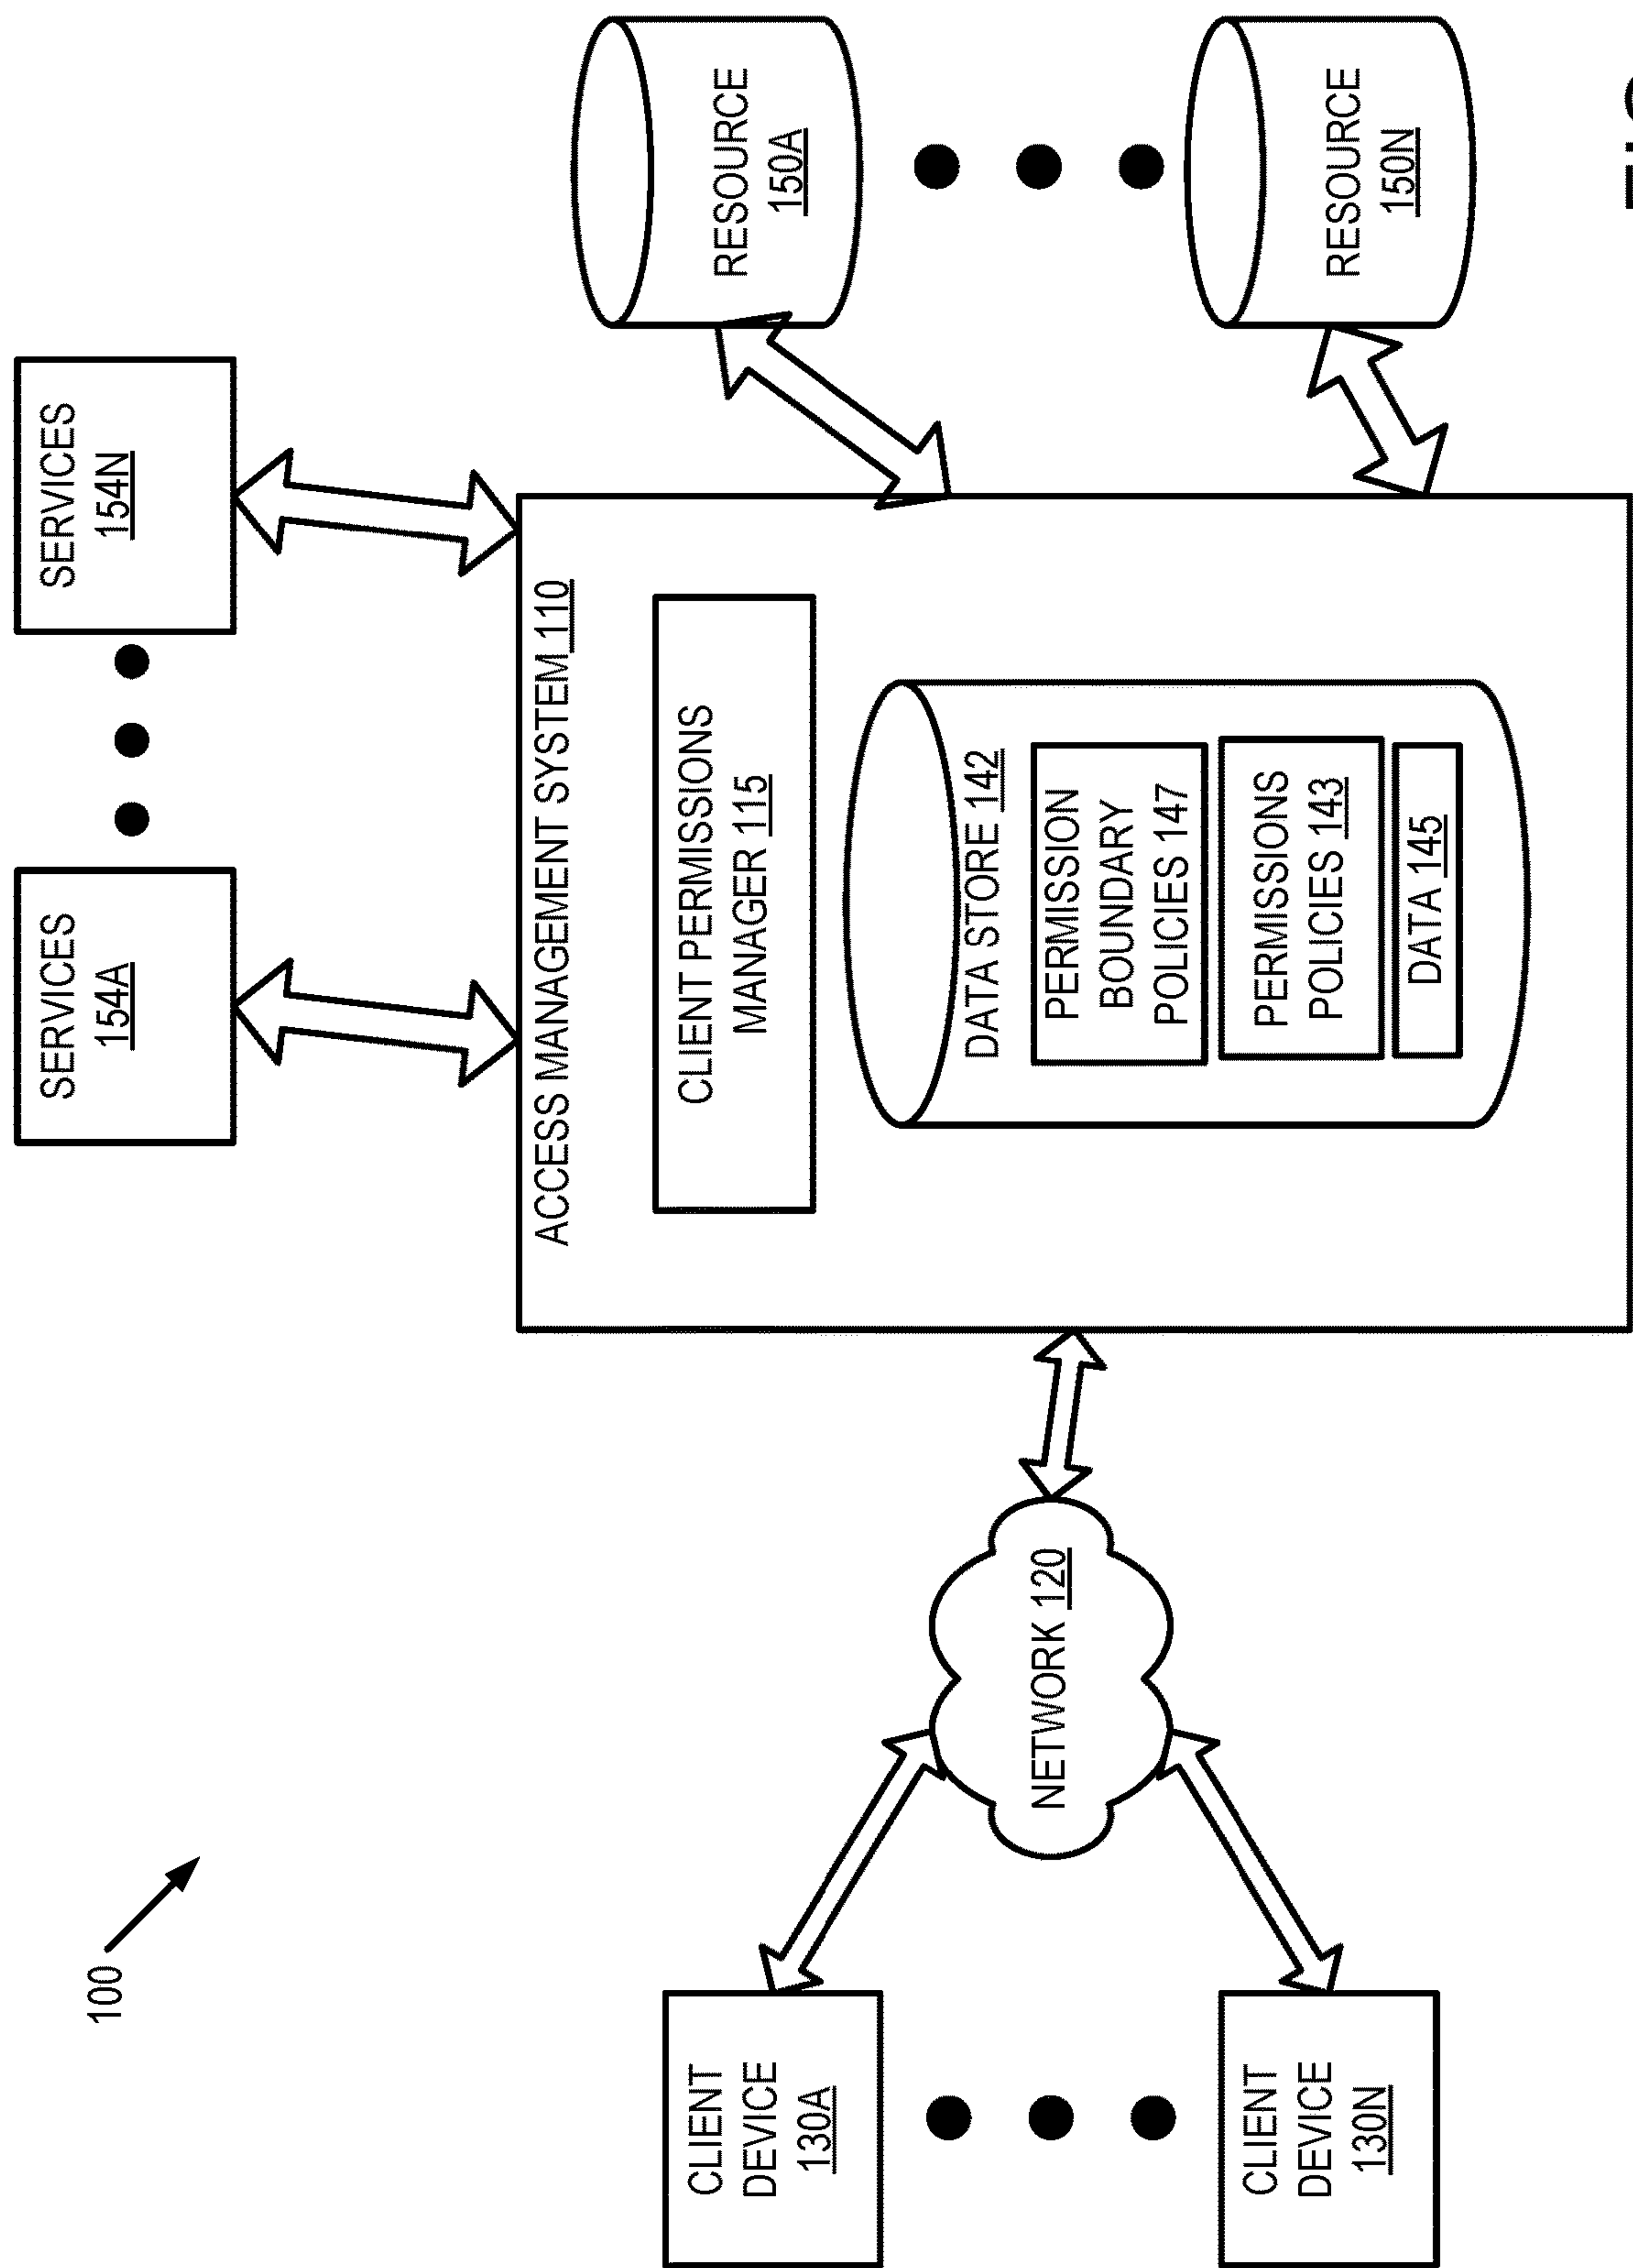 100
SERVICES
154A
SERVICES
154N
ACCESS MANAGEMENT SYSTEM 110
CLIENT PERMISSIONS
MANAGER 115
DATA STORE 142
PERMISSION
BOUNDARY
POLICIES 147
PERMISSIONS
POLICIES 143
DATA 145
CLIENT
DEVICE
130A
CLIENT
DEVICE
130N
NETWORK 120
RESOURCE
150A
RESOURCE
150N